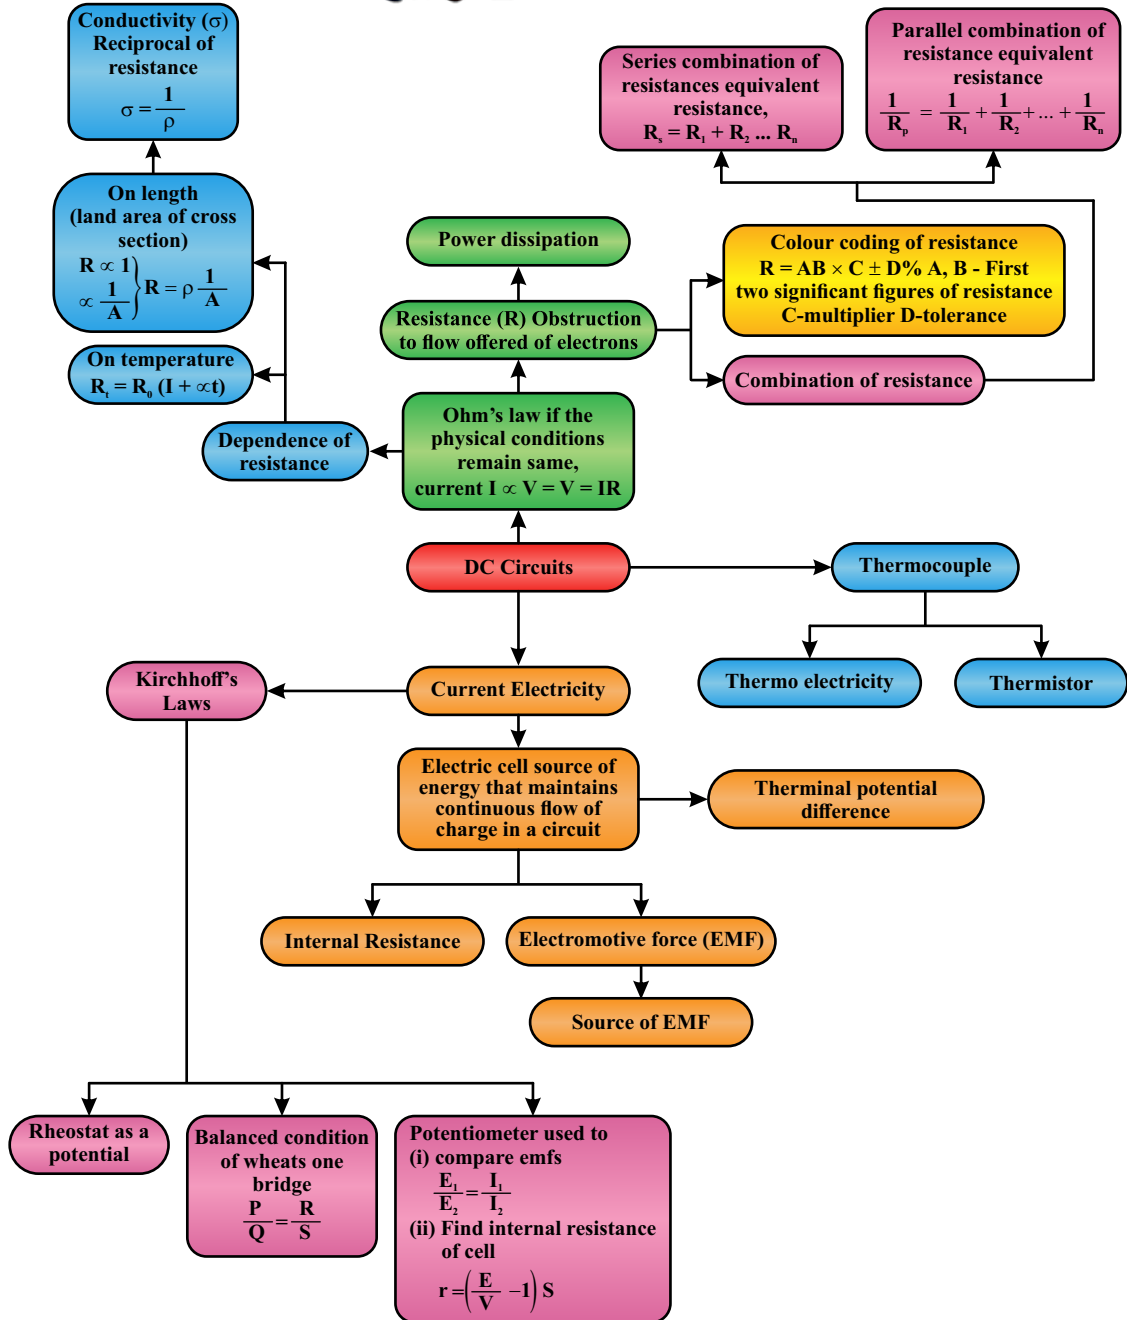 Conductivity (σ)
Reciprocal of
resistance
σ = 1/ρ
Series combination of
resistances equivalent
resistance,
Rₛ = R₁ + R₂ ... Rₙ
Parallel combination of
resistance equivalent
resistance
1/Rₚ = 1/R₁ + 1/R₂ + ... + 1/Rₙ
On length
(land area of cross
section)
R ∝ 1
∝ 1/A } R = ρ 1/A
On temperature
Rₜ = R₀ (I + ∝t)
Dependence of
resistance
Power dissipation
Resistance (R) Obstruction
to flow offered of electrons
Ohm's law if the
physical conditions
remain same,
current I ∝ V = V = IR
Colour coding of resistance
R = AB × C ± D% A, B - First
two significant figures of resistance
C-multiplier D-tolerance
Combination of resistance
DC Circuits
Thermocouple
Thermo electricity
Thermistor
Kirchhoff's
Laws
Current Electricity
Electric cell source of
energy that maintains
continuous flow of
charge in a circuit
Therminal potential
difference
Internal Resistance
Electromotive force (EMF)
Source of EMF
Rheostat as a
potential
Balanced condition
of wheats one
bridge
P/Q = R/S
Potentiometer used to
(i) compare emfs
E₁/E₂ = I₁/I₂
(ii) Find internal resistance
of cell
r = (E/V −1) S